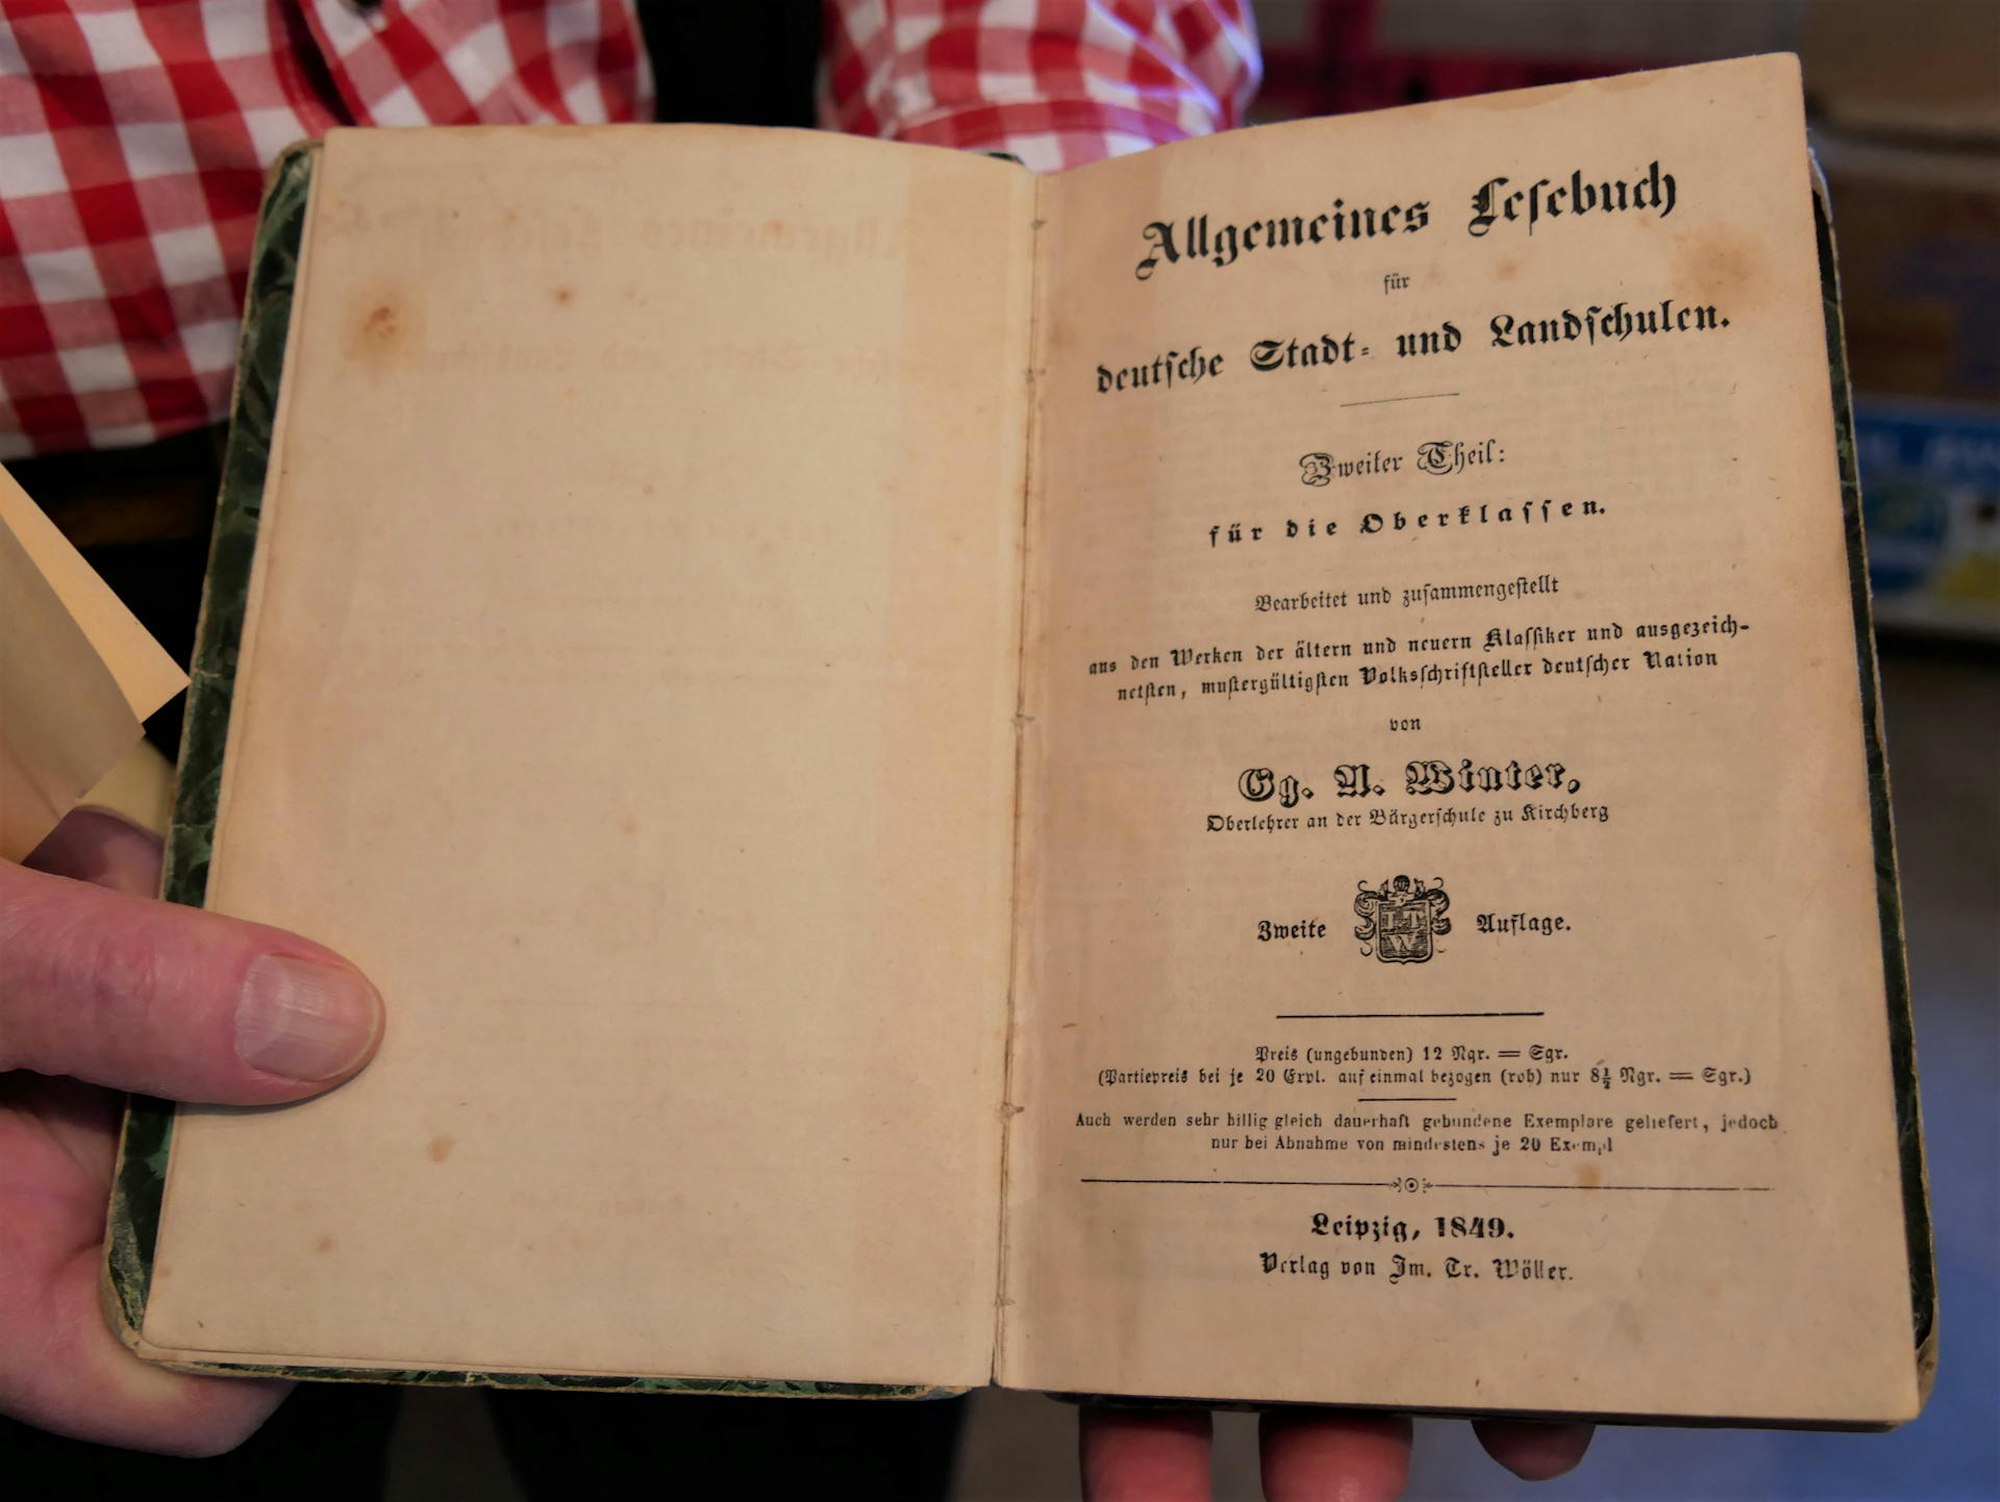 Allgemeines Leſebuch
für
deutſche Stadt- und Landſchulen.
Zweiter Theil:
für die Oberklaſſen.
Bearbeitet und zuſammengeſtellt
aus den Werken der ältern und neuern Klaſſiker und ausgezeich-
netſten, muſtergültigſten Volksſchriftſteller deutſcher Nation
von
Gg. A. Winter,
Oberlehrer an der Bürgerſchule zu Kirchberg
Zweite Auflage.
Preis (ungebunden) 12 Ngr. = Sgr.
(Partiepreis bei je 20 Expl. auf einmal bezogen (roh) nur 8½ Ngr. = Sgr.)
Auch werden sehr billig gleich dauerhaft gebundene Exemplare geliefert, jedoch
nur bei Abnahme von mindestens je 20 Exempl
Leipzig, 1849.
Verlag von Im. Tr. Wöller.